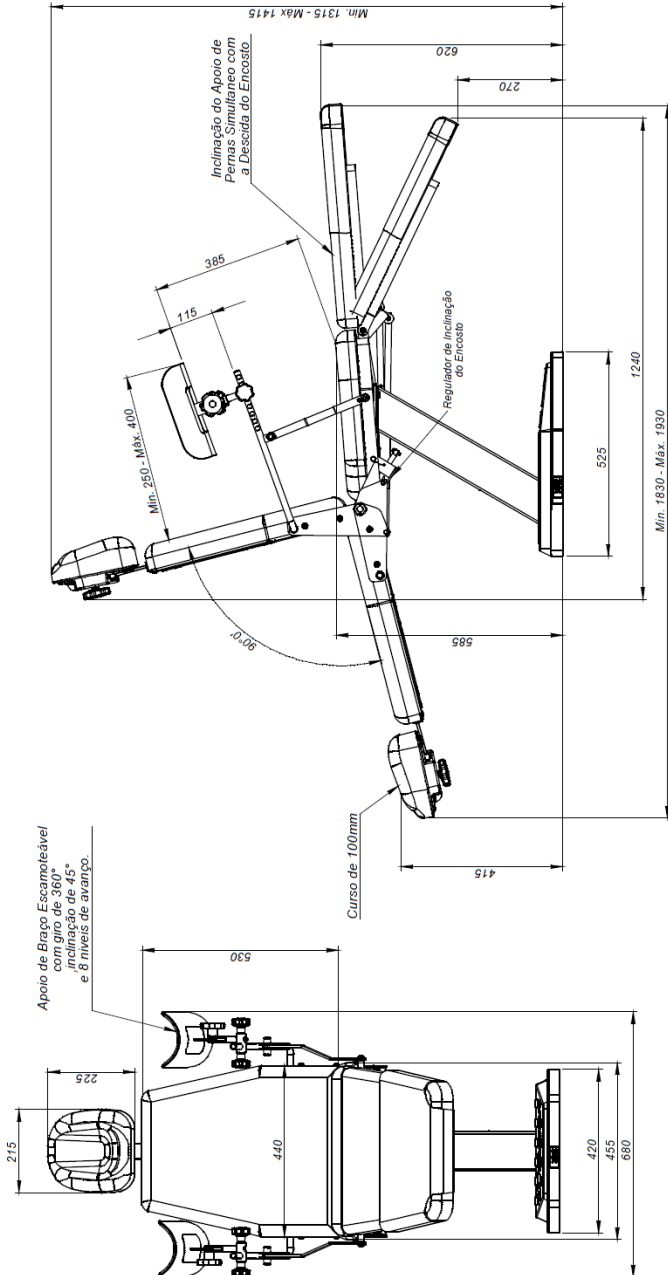 Min. 1315 - Máx 1415
620
270
Inclinação do Apoio de
Pernas Simultaneo com
a Descida do Encosto
385
115
Min. 250 - Máx. 400
Regulador de Inclinação
do Encosto
90°0'
585
525
1240
Min. 1830 - Máx. 1930
Curso de 100mm
415
Apoio de Braço Escamoteável
com giro de 360°
,inclinação de 45°
e 8 níveis de avanço.
530
225
215
440
420
455
680